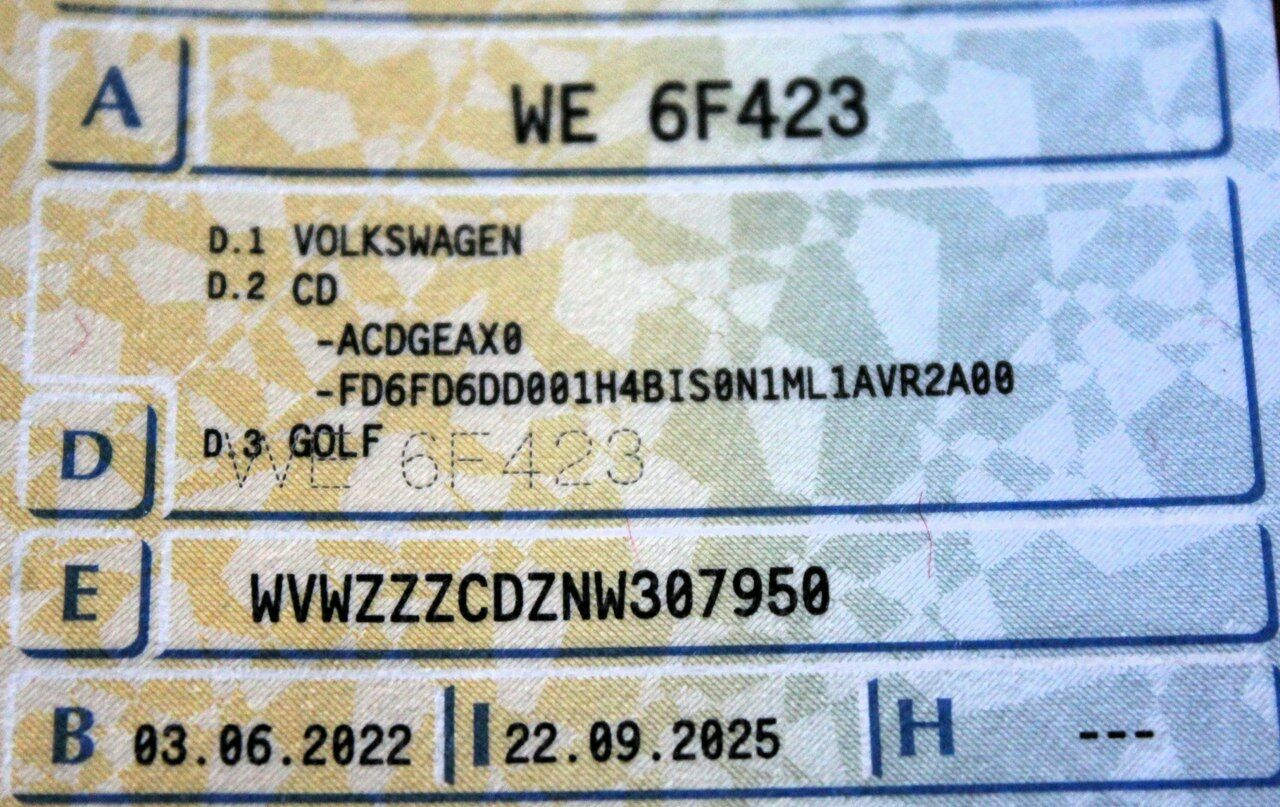 A WE 6F423
D.1 VOLKSWAGEN
D.2 CD
-ACDGEAX0
-FD6FD6DD001H4BIS0N1ML1AVR2A00
D D.3 GOLF
WE 6F423
E WVWZZZCDZNW307950
B 03.06.2022 I 22.09.2025 H ---